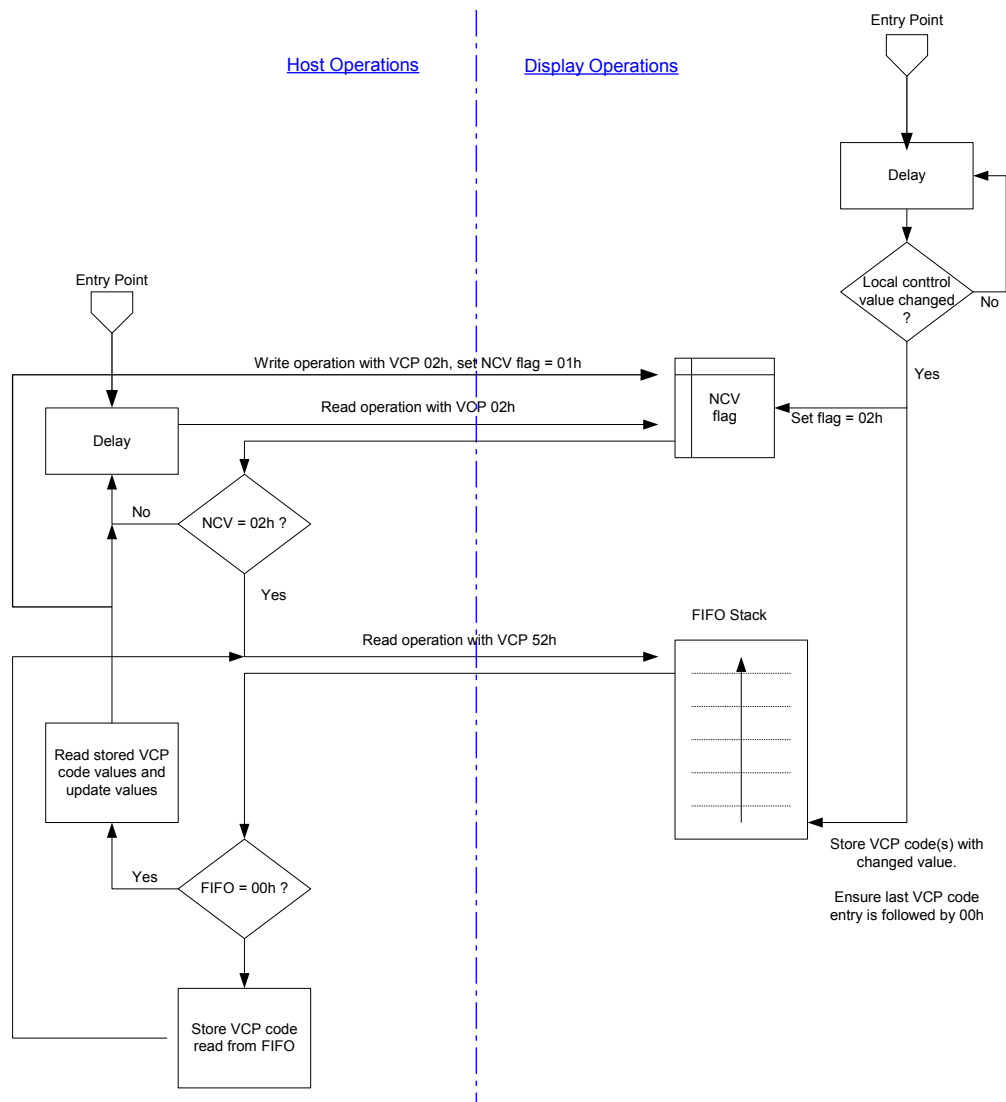 Entry Point
Host Operations
Display Operations
Delay
Entry Point
Local conttrol
value changed
?
No
Write operation with VCP 02h, set NCV flag = 01h
Yes
Read operation with VCP 02h
NCV
flag
Set flag = 02h
Delay
No
NCV = 02h ?
Yes
FIFO Stack
Read operation with VCP 52h
Read stored VCP
code values and
update values
Store VCP code(s) with
changed value.
Yes
FIFO = 00h ?
Ensure last VCP code
entry is followed by 00h
Store VCP code
read from FIFO